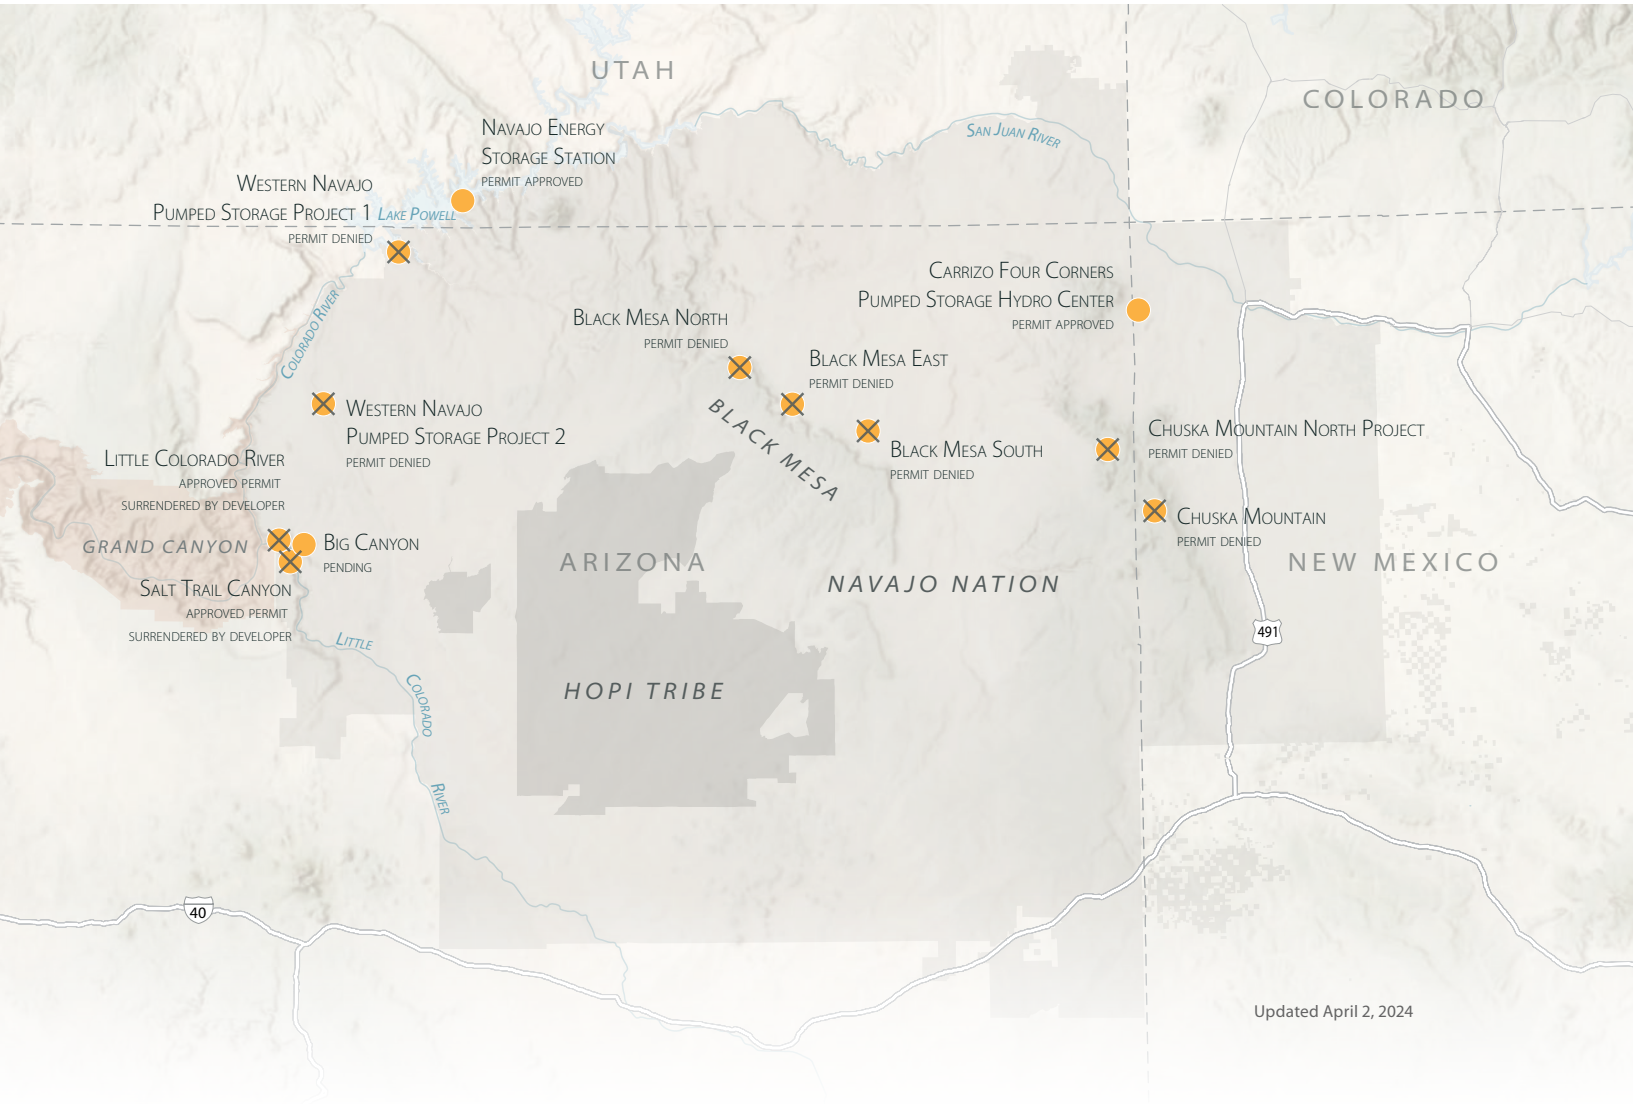 UTAH
COLORADO
Navajo Energy
Storage Station
permit approved
San Juan River
Western Navajo
Pumped Storage Project 1
permit denied
Lake Powell
Carrizo Four Corners
Pumped Storage Hydro Center
permit approved
Colorado River
Black Mesa North
permit denied
Black Mesa East
permit denied
BLACK MESA
Western Navajo
Pumped Storage Project 2
permit denied
Black Mesa South
permit denied
Chuska Mountain North Project
permit denied
Little Colorado River
approved permit
surrendered by developer
Chuska Mountain
permit denied
GRAND CANYON
Big Canyon
pending
ARIZONA
NAVAJO NATION
NEW MEXICO
Salt Trail Canyon
approved permit
surrendered by developer
491
Little
Colorado
River
HOPI TRIBE
40
Updated April 2, 2024